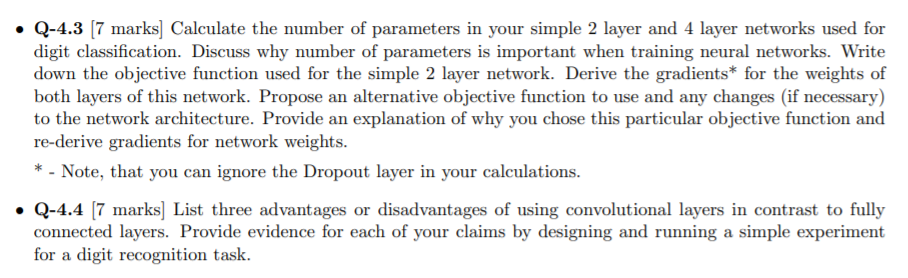 • Q-4.3 [7 marks] Calculate the number of parameters in your simple 2 layer and 4 layer networks used for
digit classification. Discuss why number of parameters is important when training neural networks. Write
down the objective function used for the simple 2 layer network. Derive the gradients* for the weights of
both layers of this network. Propose an alternative objective function to use and any changes (if necessary)
to the network architecture. Provide an explanation of why you chose this particular objective function and
re-derive gradients for network weights.
* - Note, that you can ignore the Dropout layer in your calculations.
• Q-4.4 [7 marks] List three advantages or disadvantages of using convolutional layers in contrast to fully
connected layers. Provide evidence for each of your claims by designing and running a simple experiment
for a digit recognition task.